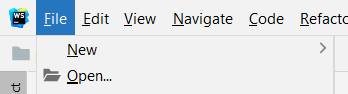 WS
File Edit View Navigate Code Refacto
New
Open...